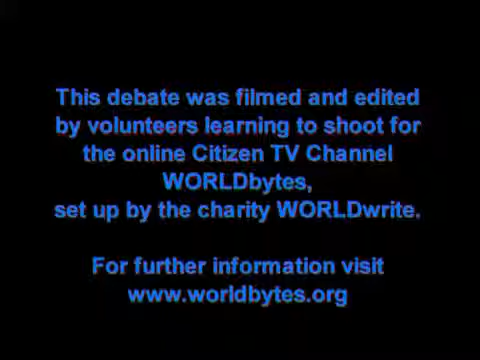 This debate was filmed and edited
by volunteers learning to shoot for
the online Citizen TV Channel
WORLDbytes,
set up by the charity WORLDwrite.
For further information visit
www.worldbytes.org